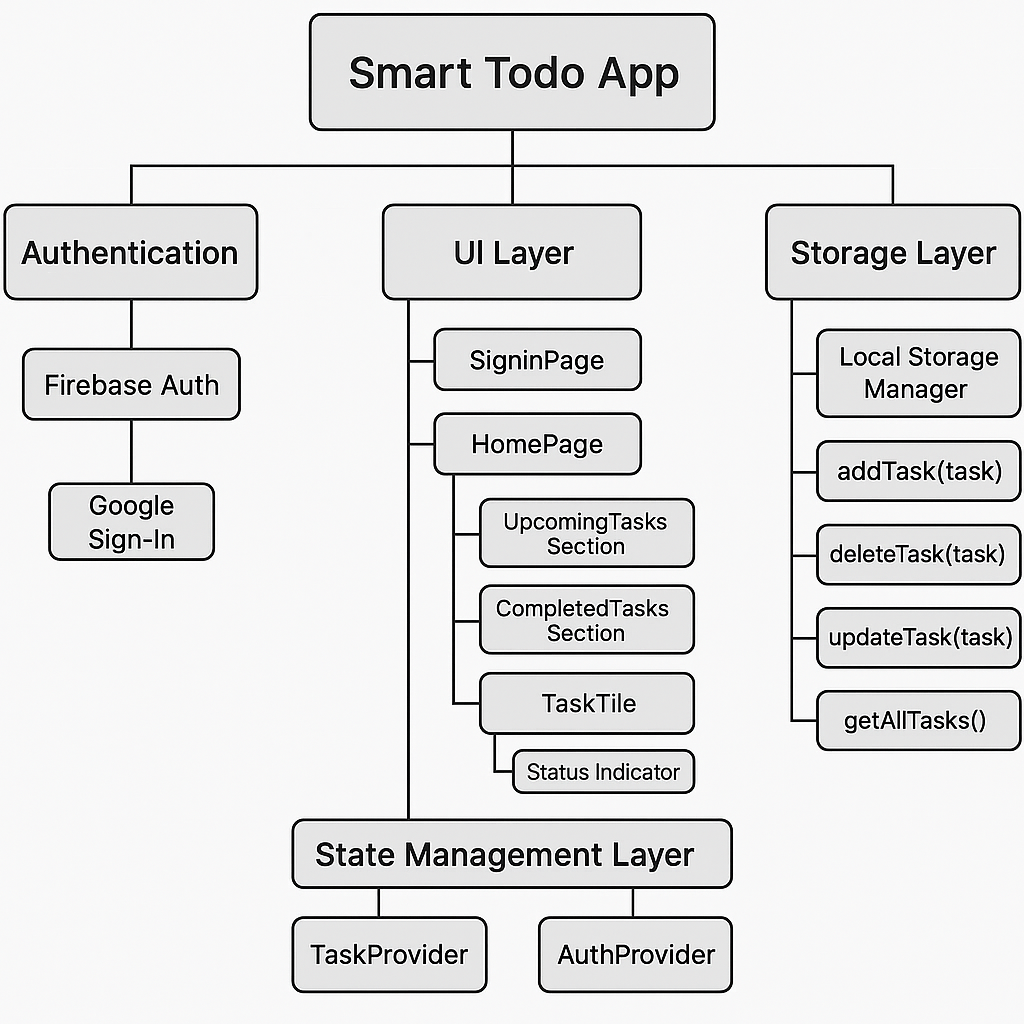 Smart Todo App
Authentication
UI Layer
Storage Layer
Firebase Auth
Google
Sign-In
SigninPage
HomePage
UpcomingTasks
Section
CompletedTasks
Section
TaskTile
Status Indicator
Local Storage
Manager
addTask(task)
deleteTask(task)
updateTask(task)
getAllTasks()
State Management Layer
TaskProvider
AuthProvider